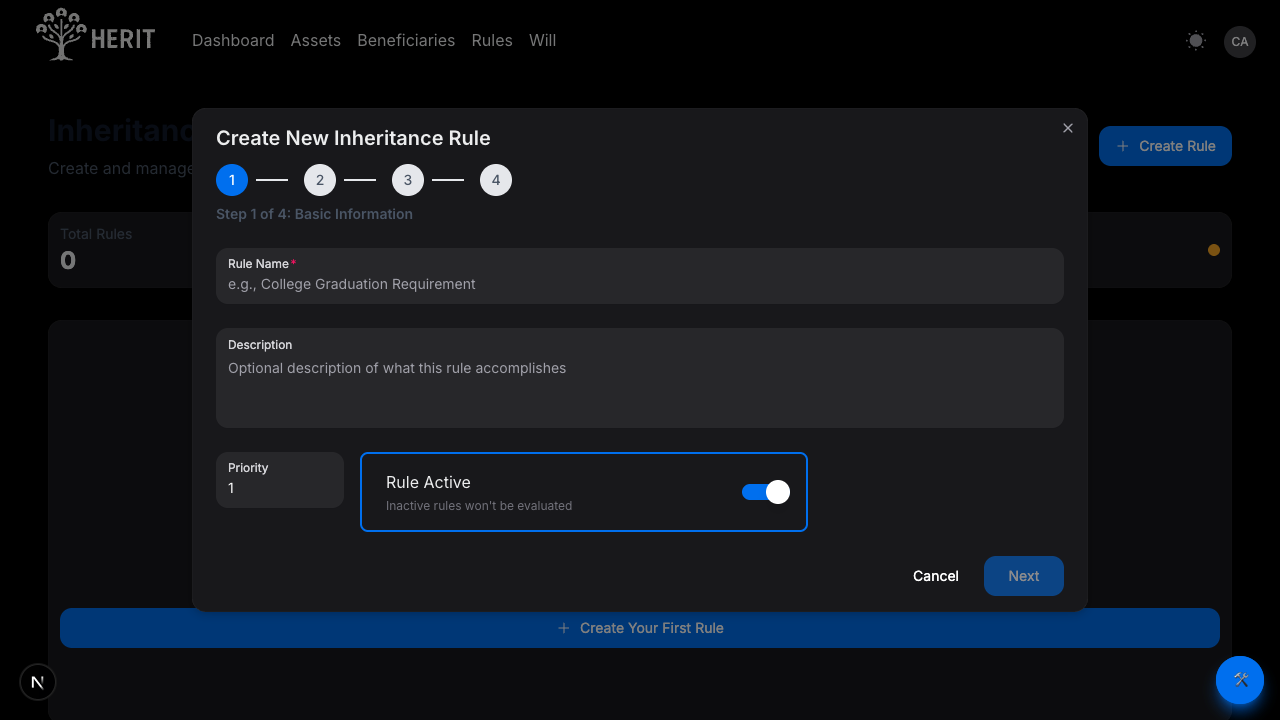 HERIT
Dashboard Assets Beneficiaries Rules Will
CA
Inheritanc
Create and manage
Create Rule
Total Rules
0
Create New Inheritance Rule
1 2 3 4
Step 1 of 4: Basic Information
Rule Name*
e.g., College Graduation Requirement
Description
Optional description of what this rule accomplishes
Priority
1
Rule Active
Inactive rules won't be evaluated
Cancel
Next
Create Your First Rule
N